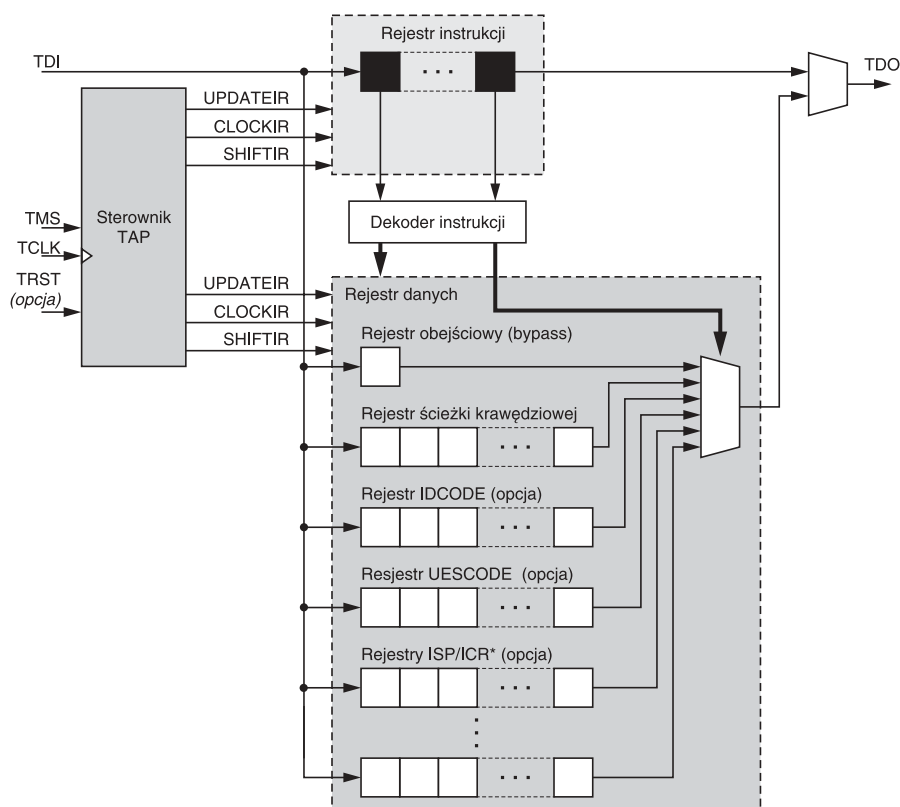 Rejestr instrukcji
TDI
TDO
UPDATEIR
CLOCKIR
SHIFTIR
Sterownik
TAP
TMS
TCLK
TRST
(opcja)
Dekoder instrukcji
UPDATEIR
CLOCKIR
SHIFTIR
Rejestr danych
Rejestr obejściowy (bypass)
Rejestr ścieżki krawędziowej
Rejestr IDCODE (opcja)
Resjestr UESCODE (opcja)
Rejestry ISP/ICR* (opcja)